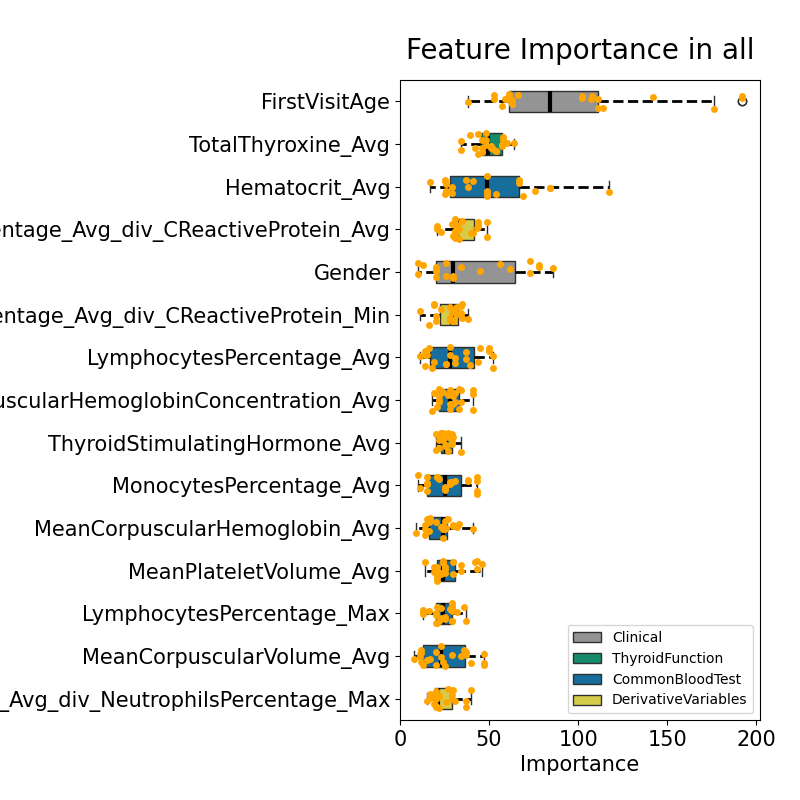 Feature Importance in all
FirstVisitAge
TotalThyroxine_Avg
Hematocrit_Avg
entage_Avg_div_CReactiveProtein_Avg
Gender
entage_Avg_div_CReactiveProtein_Min
LymphocytesPercentage_Avg
uscularHemoglobinConcentration_Avg
ThyroidStimulatingHormone_Avg
MonocytesPercentage_Avg
MeanCorpuscularHemoglobin_Avg
MeanPlateletVolume_Avg
LymphocytesPercentage_Max
MeanCorpuscularVolume_Avg
_Avg_div_NeutrophilsPercentage_Max
Clinical
ThyroidFunction
CommonBloodTest
DerivativeVariables
0 50 100 150 200
Importance